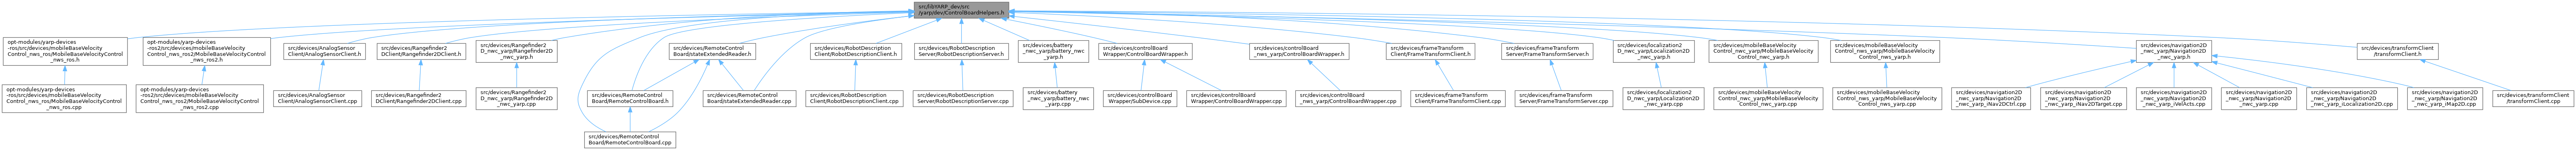 src/libYARP_dev/src
/yarp/dev/ControlBoardHelpers.h
opt-modules/yarp-devices
-ros/src/devices/mobileBaseVelocity
Control_nws_ros/MobileBaseVelocityControl
_nws_ros.h
opt-modules/yarp-devices
-ros2/src/devices/mobileBaseVelocity
Control_nws_ros2/MobileBaseVelocityControl
_nws_ros2.h
src/devices/AnalogSensor
Client/AnalogSensorClient.h
src/devices/Rangefinder2
DClient/Rangefinder2DClient.h
src/devices/Rangefinder2
D_nwc_yarp/Rangefinder2D
_nwc_yarp.h
src/devices/RemoteControl
Board/stateExtendedReader.h
src/devices/RobotDescription
Client/RobotDescriptionClient.h
src/devices/RobotDescription
Server/RobotDescriptionServer.h
src/devices/battery
_nwc_yarp/battery_nwc
_yarp.h
src/devices/controlBoard
Wrapper/ControlBoardWrapper.h
src/devices/controlBoard
_nws_yarp/ControlBoardWrapper.h
src/devices/frameTransform
Client/FrameTransformClient.h
src/devices/frameTransform
Server/FrameTransformServer.h
src/devices/localization2
D_nwc_yarp/Localization2D
_nwc_yarp.h
src/devices/mobileBaseVelocity
Control_nwc_yarp/MobileBaseVelocity
Control_nwc_yarp.h
src/devices/mobileBaseVelocity
Control_nws_yarp/MobileBaseVelocity
Control_nws_yarp.h
src/devices/navigation2D
_nwc_yarp/Navigation2D
_nwc_yarp.h
src/devices/transformClient
/transformClient.h
opt-modules/yarp-devices
-ros/src/devices/mobileBaseVelocity
Control_nws_ros/MobileBaseVelocityControl
_nws_ros.cpp
opt-modules/yarp-devices
-ros2/src/devices/mobileBaseVelocity
Control_nws_ros2/MobileBaseVelocityControl
_nws_ros2.cpp
src/devices/AnalogSensor
Client/AnalogSensorClient.cpp
src/devices/Rangefinder2
DClient/Rangefinder2DClient.cpp
src/devices/Rangefinder2
D_nwc_yarp/Rangefinder2D
_nwc_yarp.cpp
src/devices/RemoteControl
Board/RemoteControlBoard.h
src/devices/RemoteControl
Board/stateExtendedReader.cpp
src/devices/RobotDescription
Client/RobotDescriptionClient.cpp
src/devices/RobotDescription
Server/RobotDescriptionServer.cpp
src/devices/battery
_nwc_yarp/battery_nwc
_yarp.cpp
src/devices/controlBoard
Wrapper/SubDevice.cpp
src/devices/controlBoard
Wrapper/ControlBoardWrapper.cpp
src/devices/controlBoard
_nws_yarp/ControlBoardWrapper.cpp
src/devices/frameTransform
Client/FrameTransformClient.cpp
src/devices/frameTransform
Server/FrameTransformServer.cpp
src/devices/localization2
D_nwc_yarp/Localization2D
_nwc_yarp.cpp
src/devices/mobileBaseVelocity
Control_nwc_yarp/MobileBaseVelocity
Control_nwc_yarp.cpp
src/devices/mobileBaseVelocity
Control_nws_yarp/MobileBaseVelocity
Control_nws_yarp.cpp
src/devices/navigation2D
_nwc_yarp/Navigation2D
_nwc_yarp_iNav2DCtrl.cpp
src/devices/navigation2D
_nwc_yarp/Navigation2D
_nwc_yarp_iNav2DTarget.cpp
src/devices/navigation2D
_nwc_yarp/Navigation2D
_nwc_yarp_iVelActs.cpp
src/devices/navigation2D
_nwc_yarp/Navigation2D
_nwc_yarp.cpp
src/devices/navigation2D
_nwc_yarp/Navigation2D
_nwc_yarp_iLocalization2D.cpp
src/devices/navigation2D
_nwc_yarp/Navigation2D
_nwc_yarp_iMap2D.cpp
src/devices/transformClient
/transformClient.cpp
src/devices/RemoteControl
Board/RemoteControlBoard.cpp